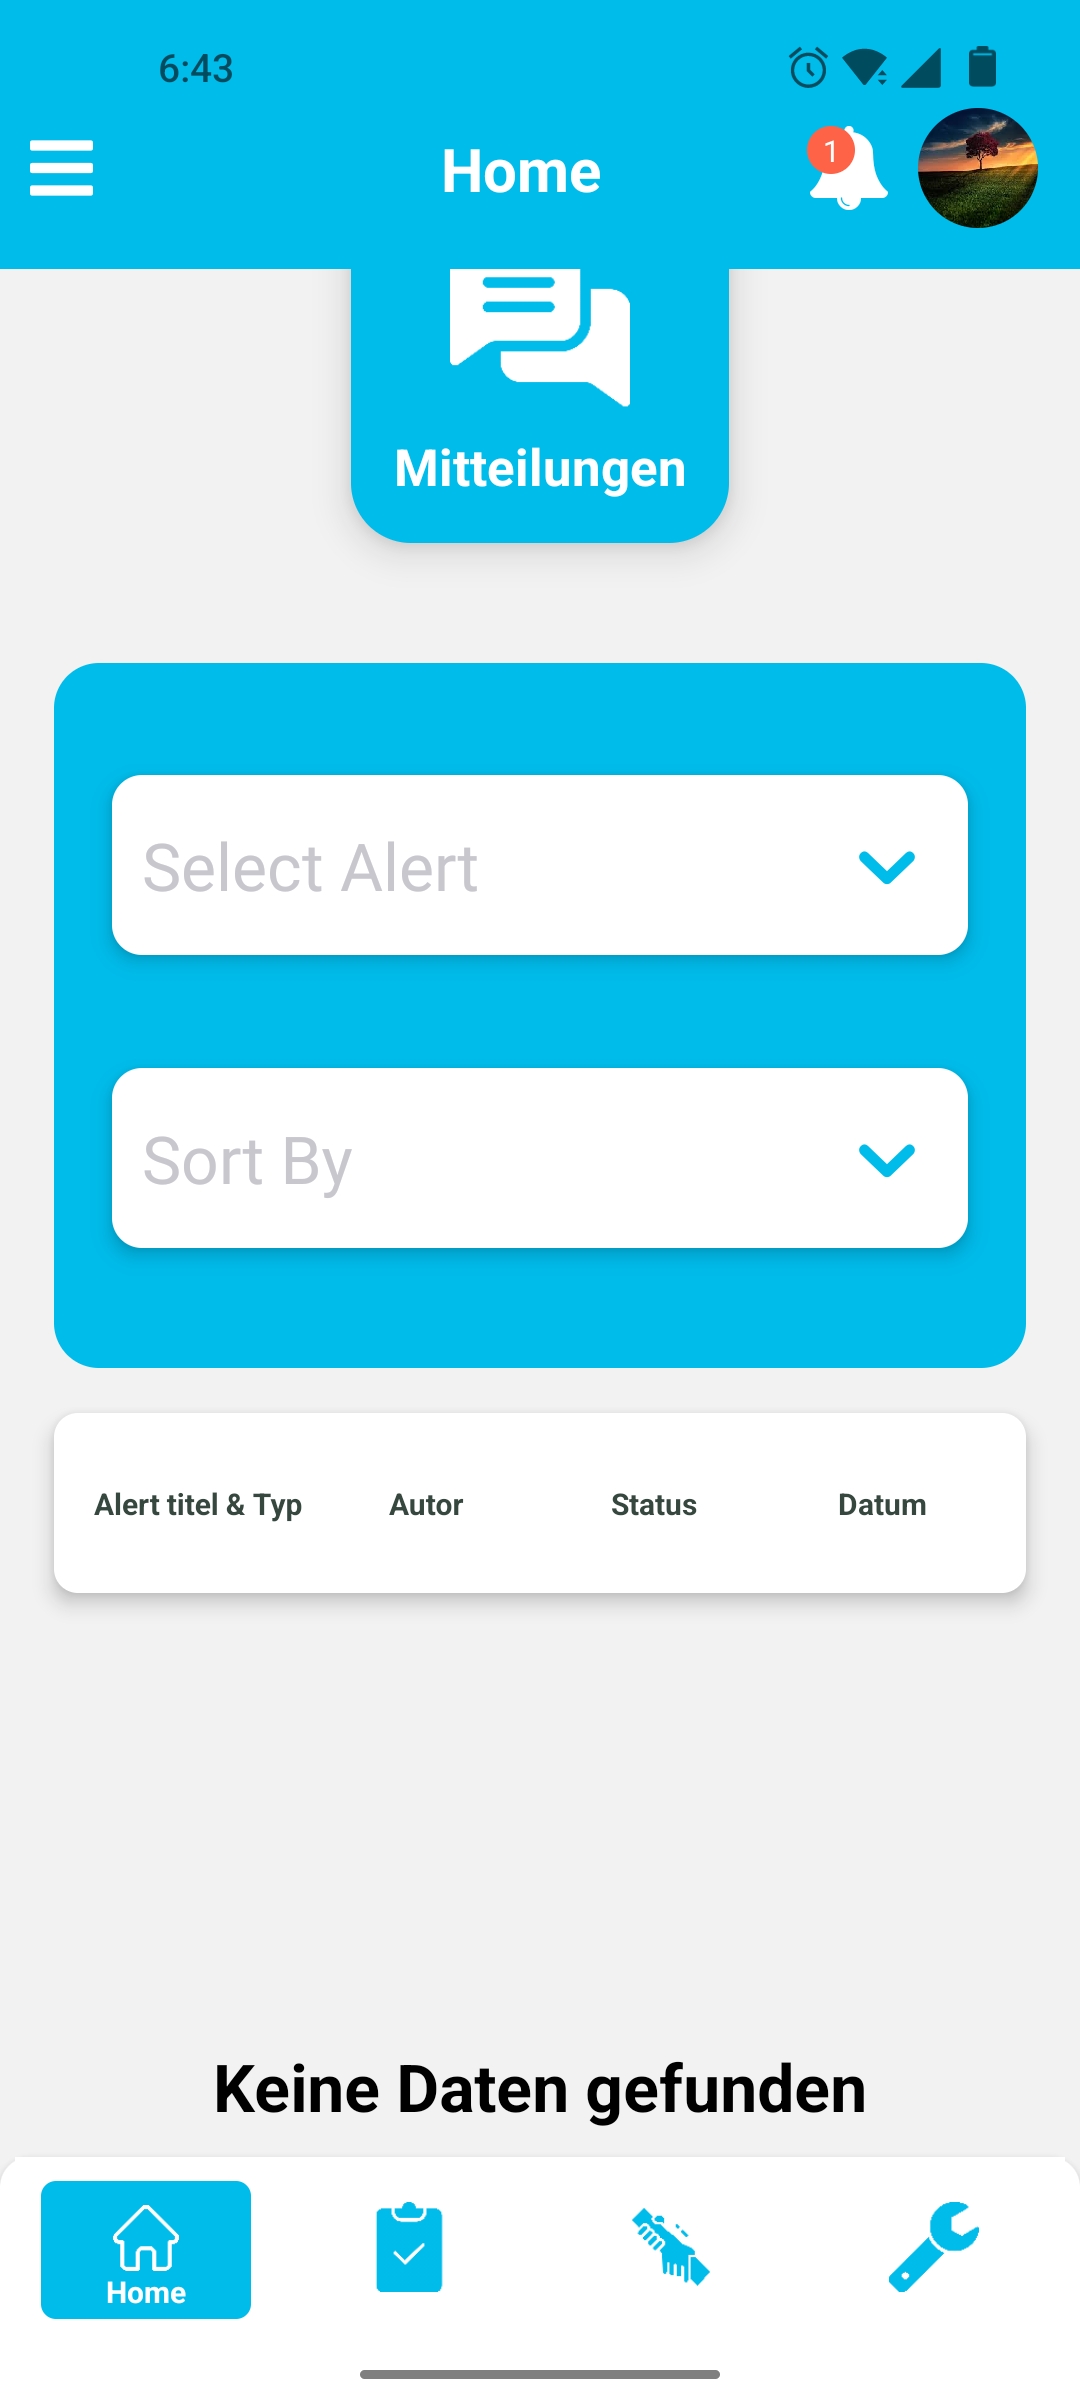 6:43
Home
1
Mitteilungen
Select Alert
Sort By
Alert titel & Typ Autor Status Datum
Keine Daten gefunden
Home